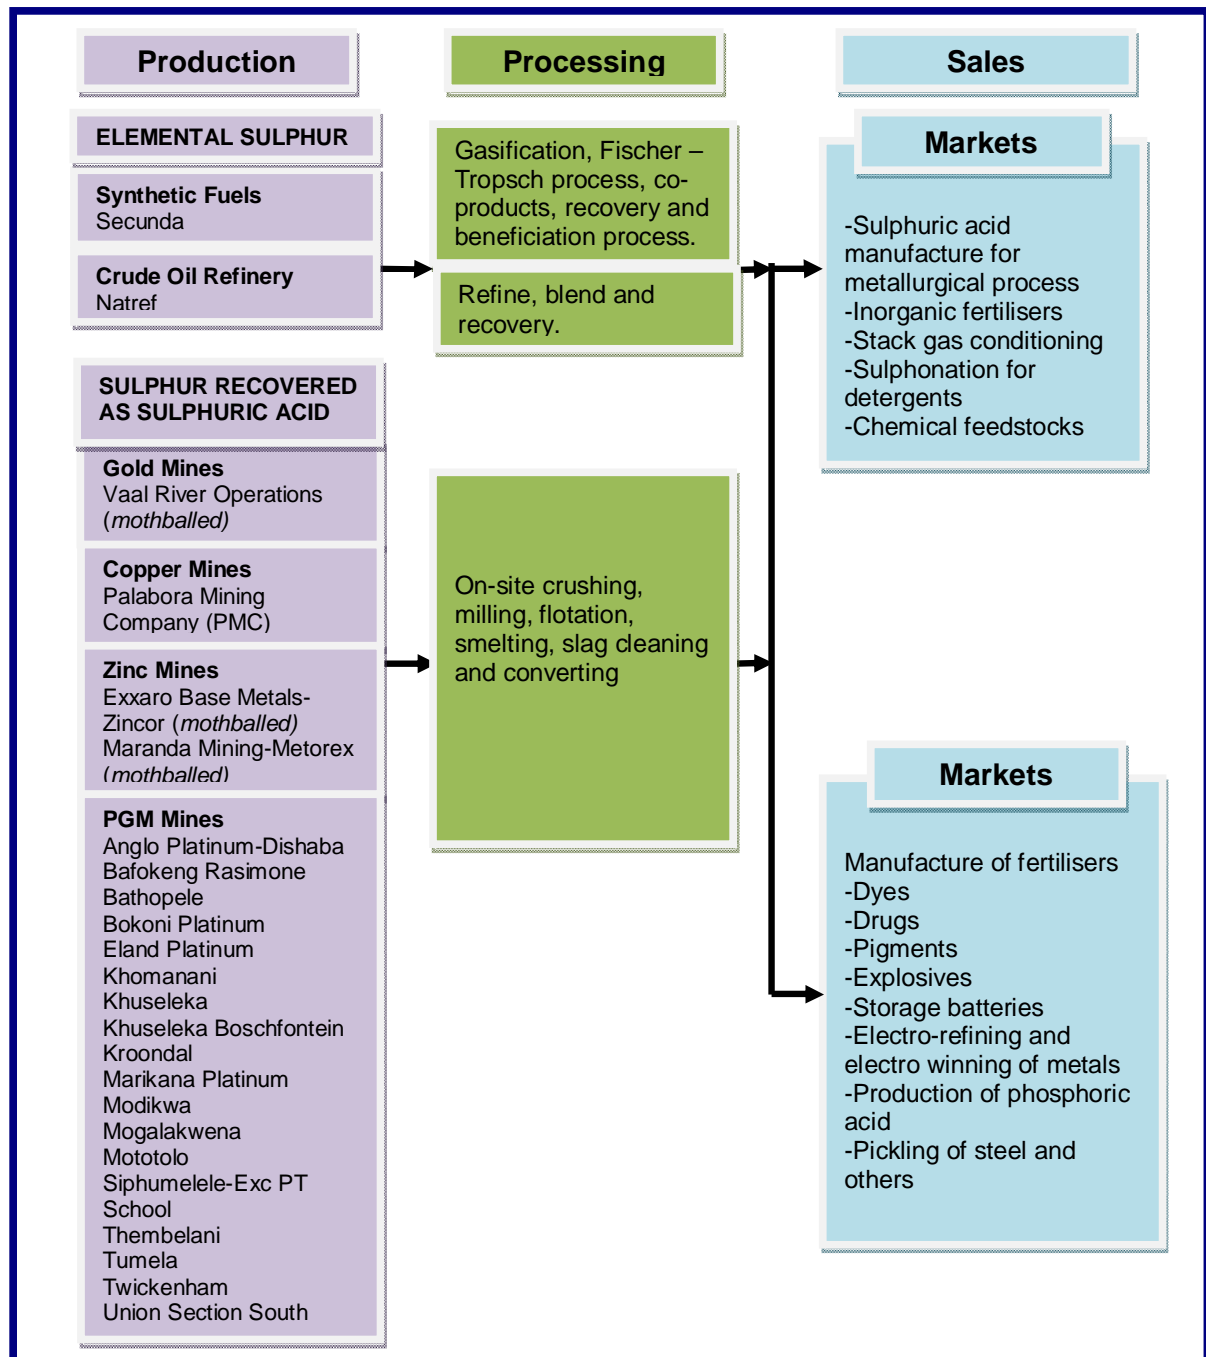 Production
ELEMENTAL SULPHUR
Synthetic Fuels
Secunda
Crude Oil Refinery
Natref
SULPHUR RECOVERED
AS SULPHURIC ACID
Gold Mines
Vaal River Operations
(mothballed)
Copper Mines
Palabora Mining
Company (PMC)
Zinc Mines
Exxaro Base Metals-
Zincor (mothballed)
Maranda Mining-Metorex
(mothballed)
PGM Mines
Anglo Platinum-Dishaba
Bafokeng Rasimone
Bathopele
Bokoni Platinum
Eland Platinum
Khomanani
Khuseleka
Khuseleka Boschfontein
Kroondal
Marikana Platinum
Modikwa
Mogalakwena
Mototolo
Siphumelele-Exc PT
School
Thembelani
Tumela
Twickenham
Union Section South
Processing
Gasification, Fischer –
Tropsch process, co-
products, recovery and
beneficiation process.
Refine, blend and
recovery.
On-site crushing,
milling, flotation,
smelting, slag cleaning
and converting
Sales
Markets
-Sulphuric acid
manufacture for
metallurgical process
-Inorganic fertilisers
-Stack gas conditioning
-Sulphonation for
detergents
-Chemical feedstocks
Markets
Manufacture of fertilisers
-Dyes
-Drugs
-Pigments
-Explosives
-Storage batteries
-Electro-refining and
electro winning of metals
-Production of phosphoric
acid
-Pickling of steel and
others